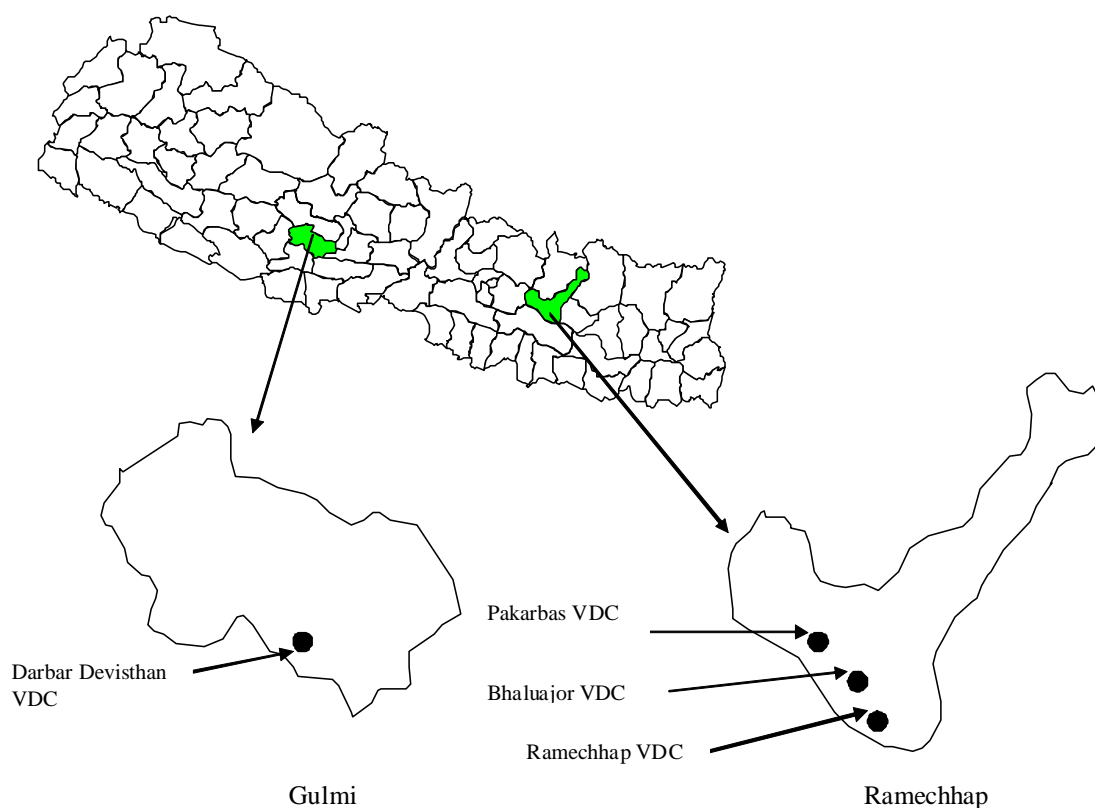 Pakarbas VDC
Darbar Devisthan
VDC
Bhaluajor VDC
Ramechhap VDC
Gulmi
Ramechhap